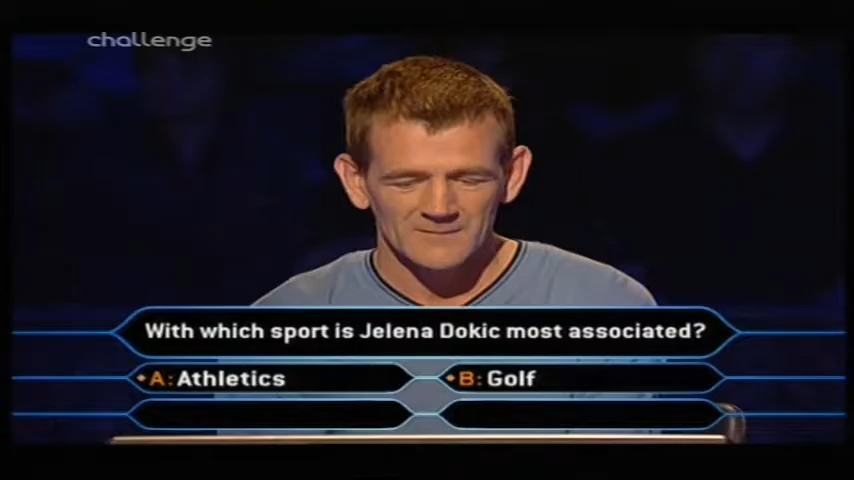 challenge
With which sport is Jelena Dokic most associated?
A: Athletics
B: Golf